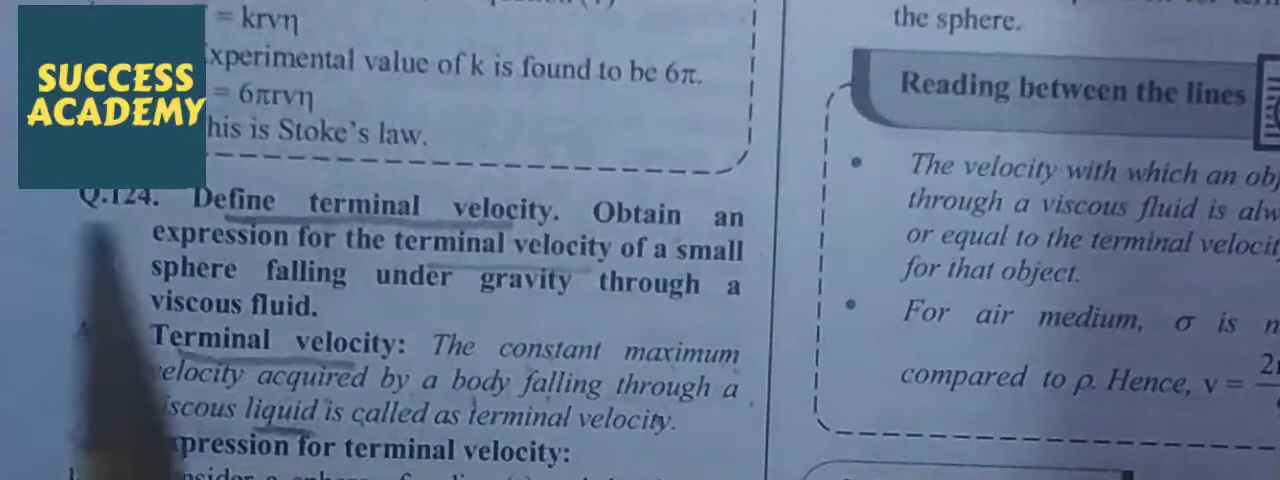 = krvη
xperimental value of k is found to be 6π.
= 6πrvη
his is Stoke's law.
SUCCESS
ACADEMY
Q.124. Define terminal velocity. Obtain an
expression for the terminal velocity of a small
sphere falling under gravity through a
viscous fluid.
Terminal velocity: The constant maximum
elocity acquired by a body falling through a
iscous liquid is called as terminal velocity.
pression for terminal velocity:
the sphere.
Reading between the lines
• The velocity with which an obj
through a viscous fluid is alw
or equal to the terminal velocit
for that object.
• For air medium, σ is n
compared to ρ. Hence, v =